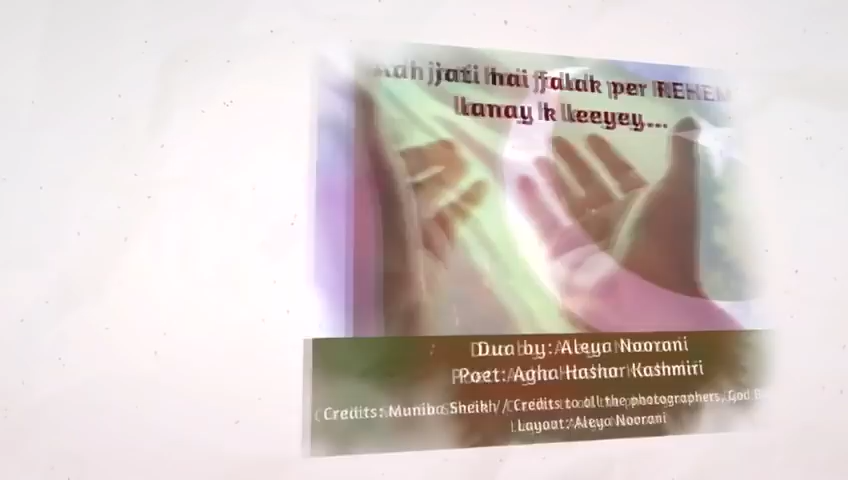 jati hai falak per REHEM
lanay k leeyey...
Dua by: Aleya Noorani
Poet: Agha Hashar Kashmiri
Credits: Muniba Sheikh // Credits to all the photographers, God
Layout: Aleya Noorani